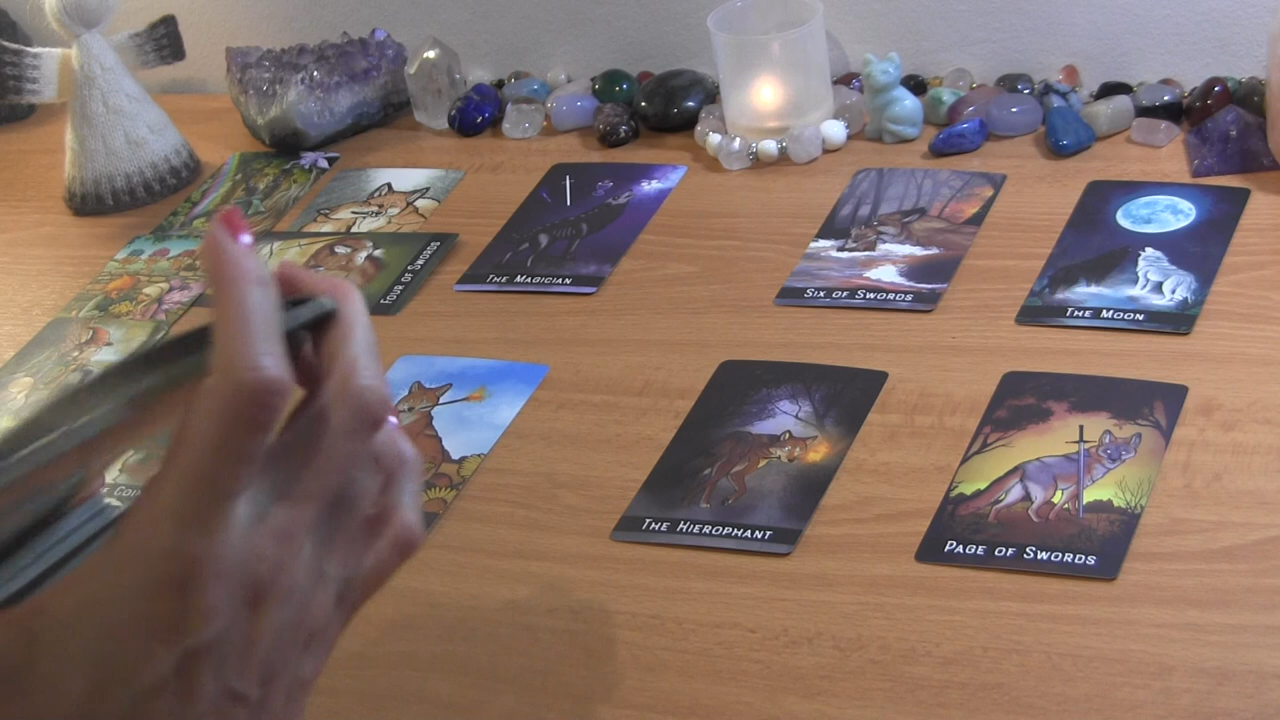 FOUR OF SWORDS
THE MAGICIAN
SIX OF SWORDS
THE MOON
THE HIEROPHANT
PAGE OF SWORDS